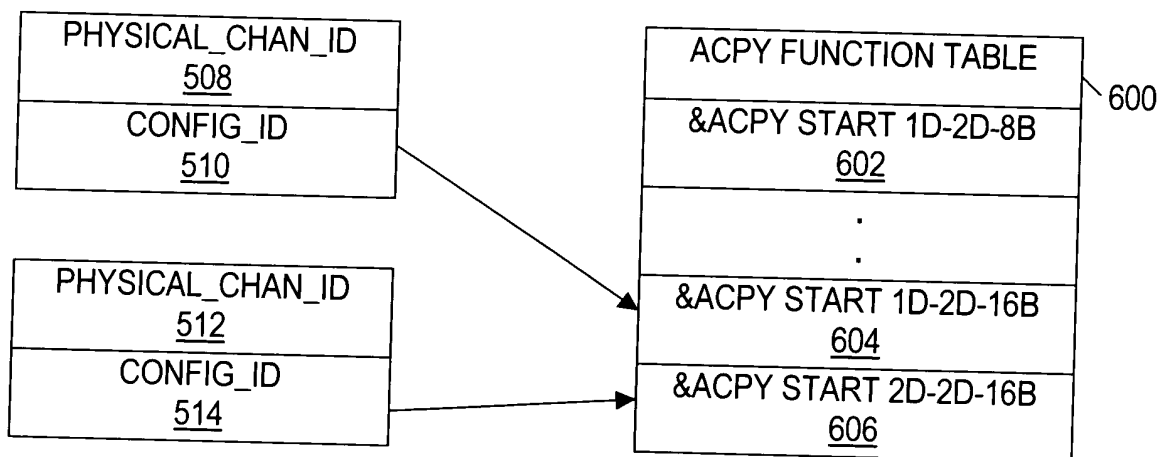 PHYSICAL_CHAN_ID
508
CONFIG_ID
510
PHYSICAL_CHAN_ID
512
CONFIG_ID
514
ACPY FUNCTION TABLE
600
&ACPY START 1D-2D-8B
602
.
.
&ACPY START 1D-2D-16B
604
&ACPY START 2D-2D-16B
606